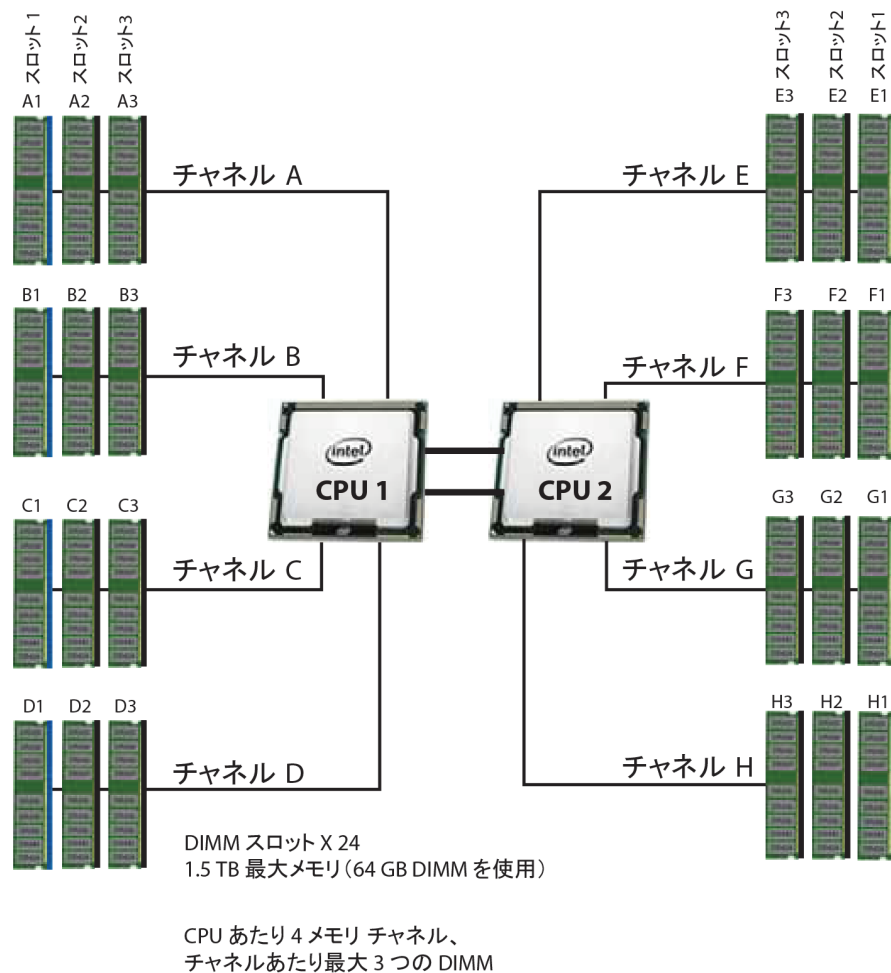 スロット 1
スロット2
スロット3
スロット3
スロット2
スロット1
A1 A2 A3
E3 E2 E1
チャネル A
チャネル E
B1 B2 B3
F3 F2 F1
チャネル B
チャネル F
intel
CPU 1
intel
CPU 2
C1 C2 C3
G3 G2 G1
チャネル C
チャネル G
D1 D2 D3
H3 H2 H1
チャネル D
チャネル H
DIMM スロット X 24
1.5 TB 最大メモリ(64 GB DIMM を使用)
CPU あたり 4 メモリ チャネル、
チャネルあたり最大 3 つの DIMM